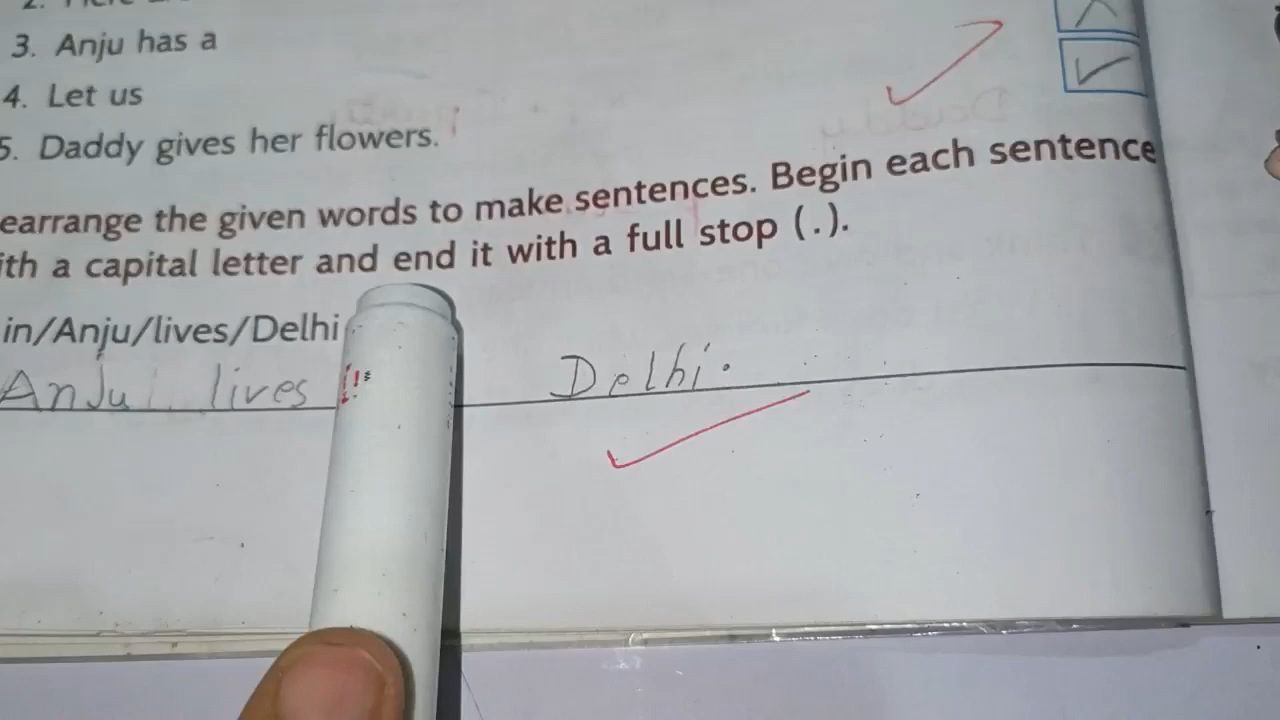 3. Anju has a
4. Let us
5. Daddy gives her flowers.
earrange the given words to make sentences. Begin each sentence
ith a capital letter and end it with a full stop (.).
in/Anju/lives/Delhi
Anju lives Delhi.